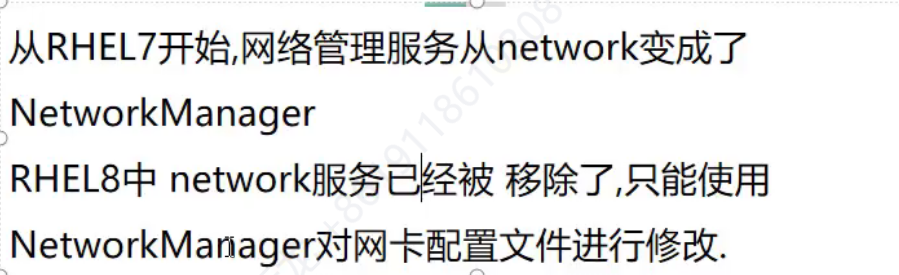 从RHEL7开始,网络管理服务从network变成了
NetworkManager
RHEL8中 network服务已经被 移除了,只能使用
NetworkManager对网卡配置文件进行修改.